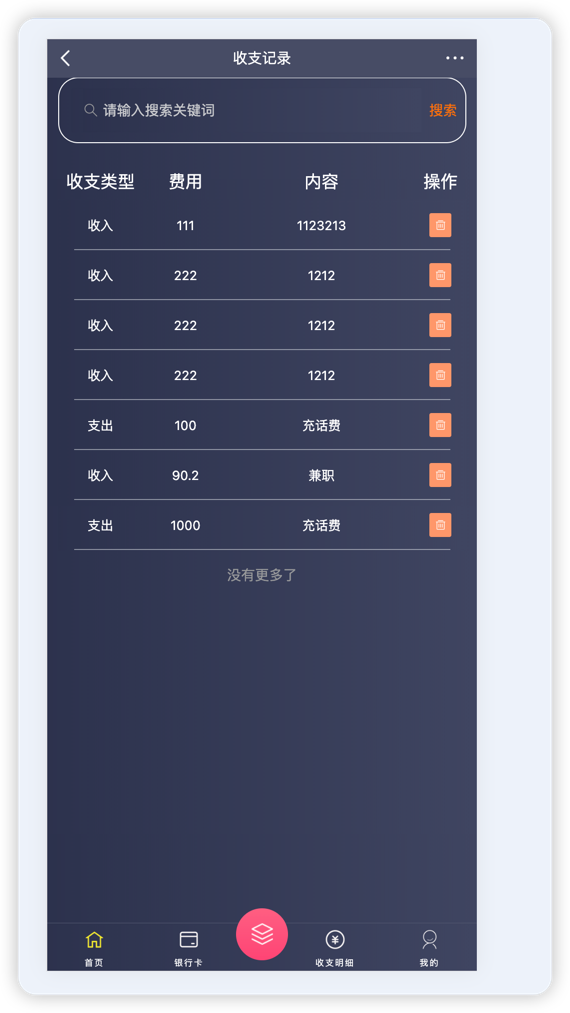 收支记录
请输入搜索关键词 搜索
收支类型 费用 内容 操作
收入 111 1123213
收入 222 1212
收入 222 1212
收入 222 1212
支出 100 充话费
收入 90.2 兼职
支出 1000 充话费
没有更多了
首页 银行卡 收支明细 我的